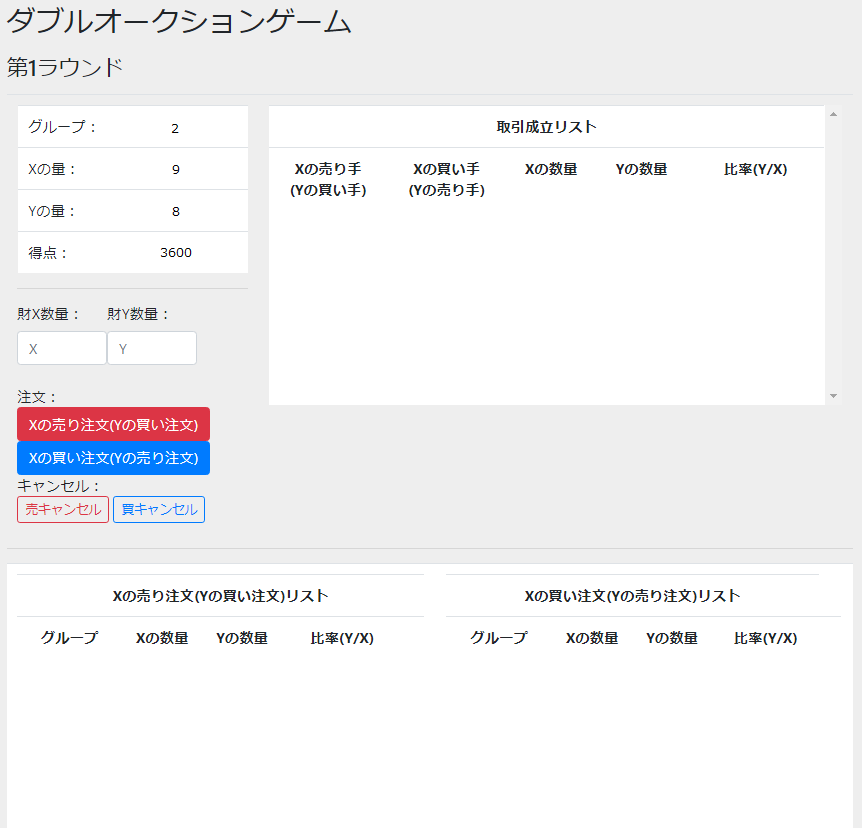 ダブルオークションゲーム
第1ラウンド
グループ： 2
Xの量： 9
Yの量： 8
得点： 3600
取引成立リスト
Xの売り手 (Yの買い手) Xの買い手 (Yの売り手) Xの数量 Yの数量 比率(Y/X)
財X数量： 財Y数量：
X Y
注文：
Xの売り注文(Yの買い注文)
Xの買い注文(Yの売り注文)
キャンセル：
売キャンセル 買キャンセル
Xの売り注文(Yの買い注文)リスト
グループ Xの数量 Yの数量 比率(Y/X)
Xの買い注文(Yの売り注文)リスト
グループ Xの数量 Yの数量 比率(Y/X)